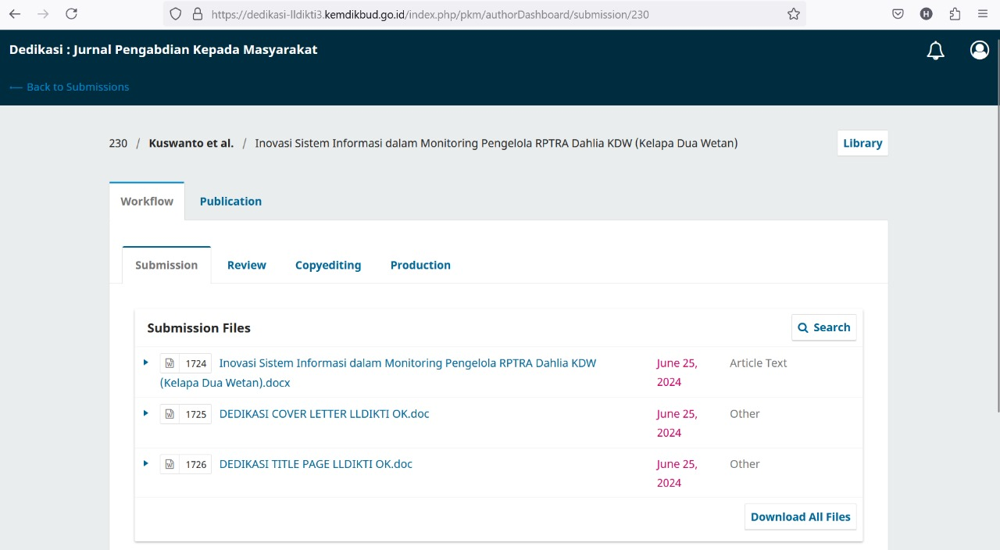 https://dedikasi-lldikti3.kemdikbud.go.id/index.php/pkm/authorDashboard/submission/230
H
Dedikasi : Jurnal Pengabdian Kepada Masyarakat
⟵ Back to Submissions
230 / Kuswanto et al. / Inovasi Sistem Informasi dalam Monitoring Pengelola RPTRA Dahlia KDW (Kelapa Dua Wetan)
Library
Workflow Publication
Submission Review Copyediting Production
Submission Files
Search
1724 Inovasi Sistem Informasi dalam Monitoring Pengelola RPTRA Dahlia KDW
(Kelapa Dua Wetan).docx
June 25,
2024
Article Text
1725 DEDIKASI COVER LETTER LLDIKTI OK.doc
June 25,
2024
Other
1726 DEDIKASI TITLE PAGE LLDIKTI OK.doc
June 25,
2024
Other
Download All Files